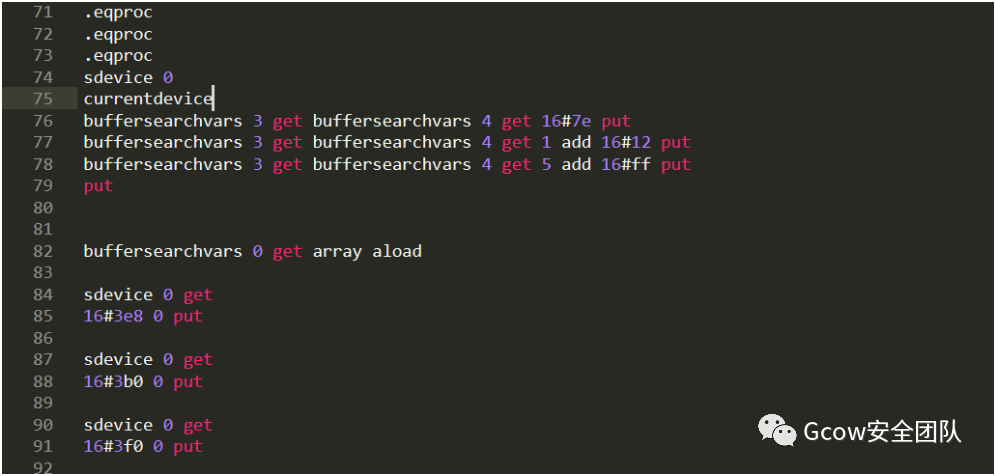 71 .eqproc
72 .eqproc
73 .eqproc
74 sdevice 0
75 currentdevice
76 buffersearchvars 3 get buffersearchvars 4 get 16#7e put
77 buffersearchvars 3 get buffersearchvars 4 get 1 add 16#12 put
78 buffersearchvars 3 get buffersearchvars 4 get 5 add 16#ff put
79 put
80
81
82 buffersearchvars 0 get array aload
83
84 sdevice 0 get
85 16#3e8 0 put
86
87 sdevice 0 get
88 16#3b0 0 put
89
90 sdevice 0 get
91 16#3f0 0 put
92
Gcow安全团队